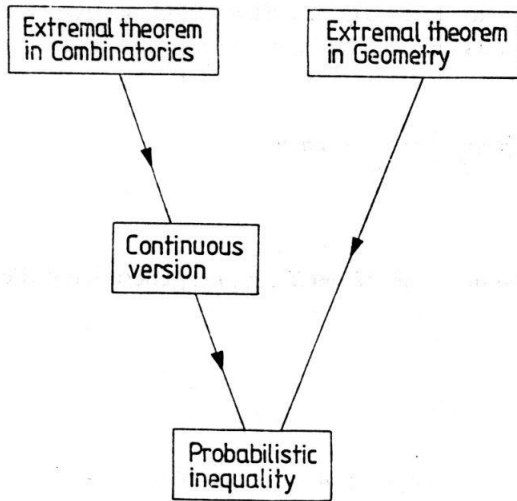 Extremal theorem
in Combinatorics
Extremal theorem
in Geometry
Continuous
version
Probabilistic
inequality